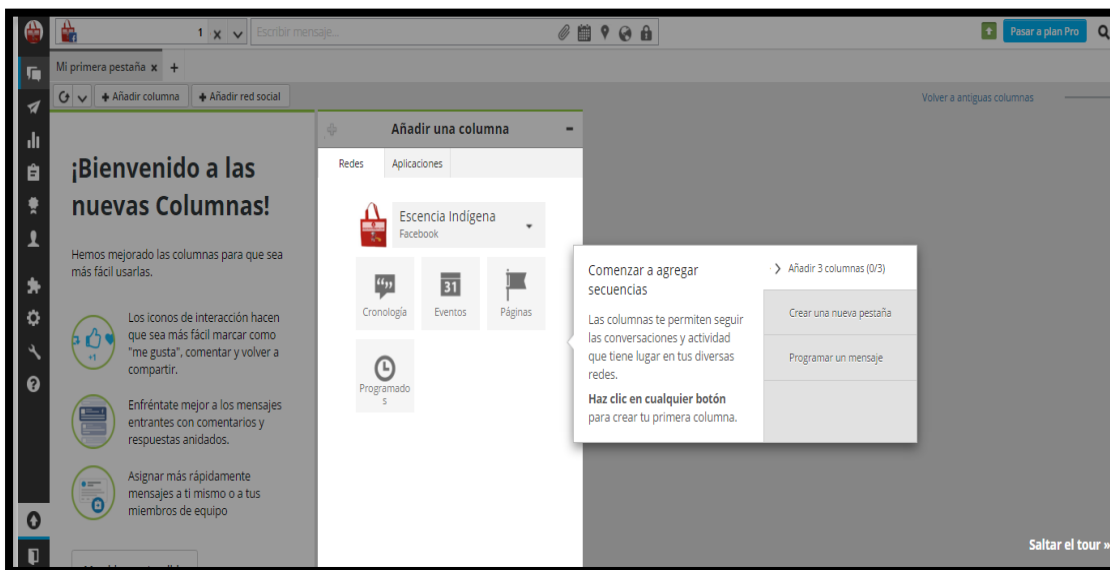 1
Escribir mensaje...
Pasar a plan Pro
Mi primera pestaña x +
Añadir columna
Añadir red social
Volver a antiguas columnas
¡Bienvenido a las
nuevas Columnas!
Hemos mejorado las columnas para que sea
más fácil usarlas.
Los iconos de interacción hacen
que sea más fácil marcar como
"me gusta", comentar y volver a
compartir.
+1
Enfréntate mejor a los mensajes
entrantes con comentarios y
respuestas anidados.
Asignar más rápidamente
mensajes a ti mismo o a tus
miembros de equipo
Añadir una columna
Redes
Aplicaciones
Escencia Indígena
Facebook
31
Cronología
Eventos
Páginas
Programado
s
Comenzar a agregar
secuencias
Las columnas te permiten seguir
las conversaciones y actividad
que tiene lugar en tus diversas
redes.
Haz clic en cualquier botón
para crear tu primera columna.
Añadir 3 columnas (0/3)
Crear una nueva pestaña
Programar un mensaje
Saltar el tour »